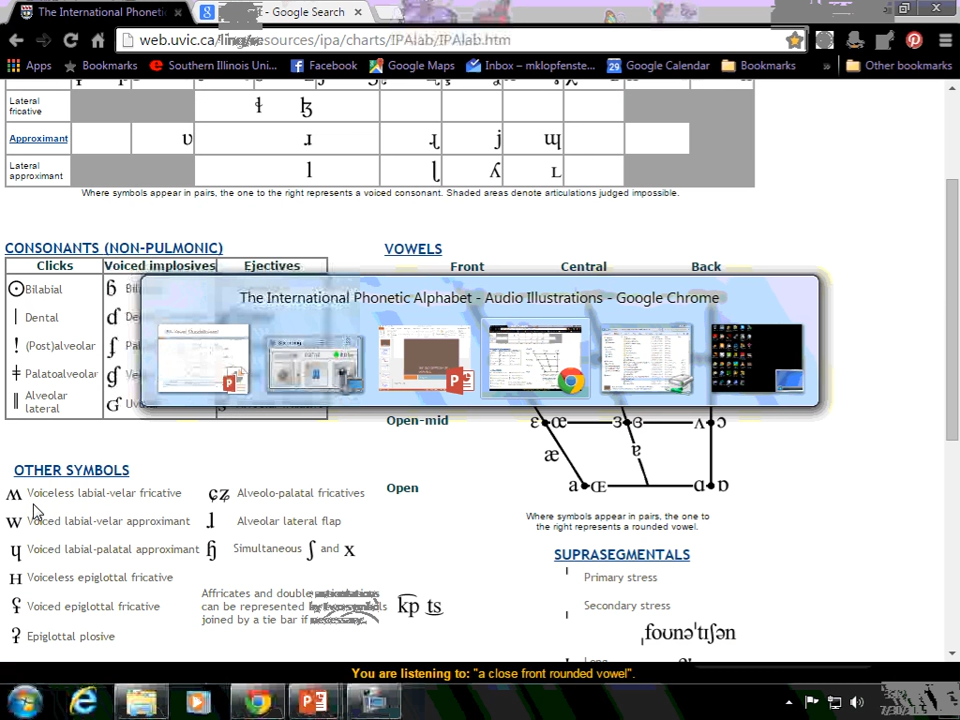 The International Phonetic
- Google Search
web.uvic.ca/ling/resources/ipa/charts/IPAlab/IPAlab.htm
Apps
Bookmarks
Southern Illinois Uni...
Facebook
Google Maps
Inbox – mklopfenste...
29 Google Calendar
Bookmarks
»
Other bookmarks
Lateral fricative ɬ ɮ
Approximant ʋ ɹ ɻ j ɰ
Lateral approximant l ɭ ʎ ʟ
Where symbols appear in pairs, the one to the right represents a voiced consonant. Shaded areas denote articulations judged impossible.
CONSONANTS (NON-PULMONIC)
Clicks Voiced implosives Ejectives
ʘ Bilabial ɓ
ǀ Dental ɗ
ǃ (Post)alveolar ʄ
ǂ Palatoalveolar ɠ
ǁ Alveolar lateral ʛ
VOWELS
Front Central Back
The International Phonetic Alphabet - Audio Illustrations - Google Chrome
Open-mid ɛ œ ɜ ɞ ʌ ɔ
æ ɐ
Open a ɶ ɑ ɒ
Where symbols appear in pairs, the one to
the right represents a rounded vowel.
OTHER SYMBOLS
ʍ Voiceless labial-velar fricative
w Voiced labial-velar approximant
ɥ Voiced labial-palatal approximant
ʜ Voiceless epiglottal fricative
ʢ Voiced epiglottal fricative
ʡ Epiglottal plosive
ɕʑ Alveolo-palatal fricatives
ɺ Alveolar lateral flap
ɧ Simultaneous ʃ and x
Affricates and double
can be represented
joined by a tie bar if
k͡p t͜s
SUPRASEGMENTALS
ˈ Primary stress
ˌ Secondary stress
ˌfoʊnəˈtɪʃən
You are listening to: "a close front rounded vowel".